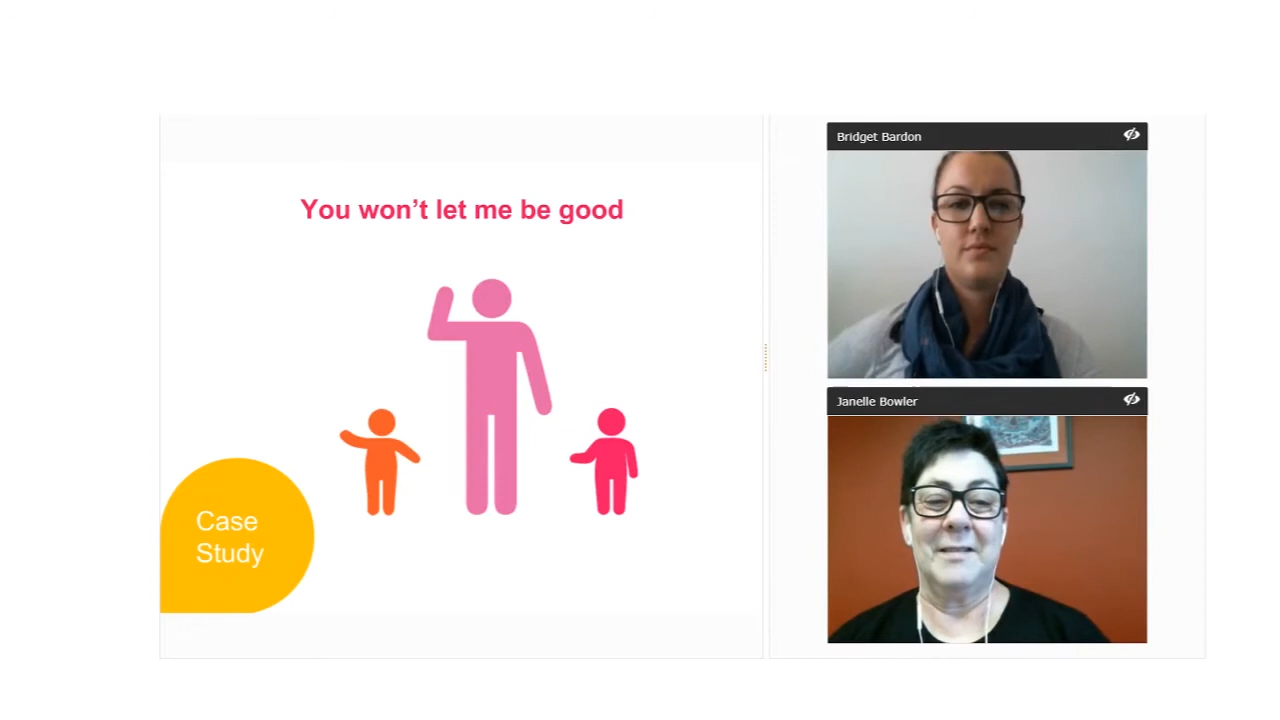 You won’t let me be good
Case
Study
Bridget Bardon
Janelle Bowler